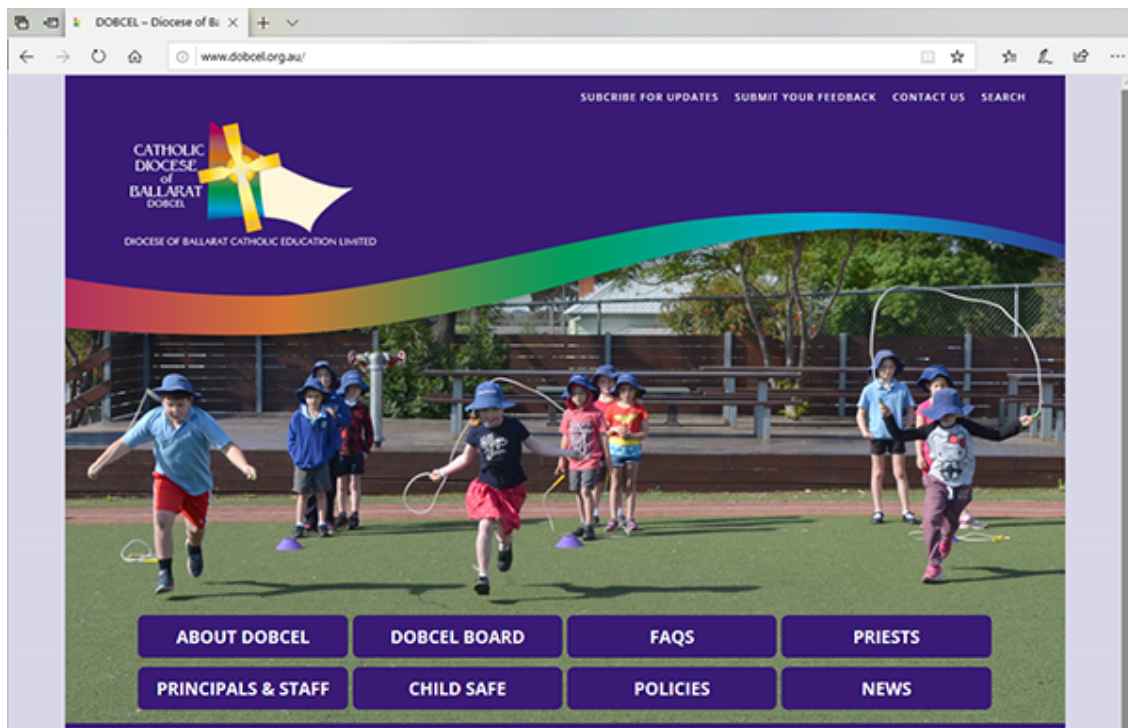 DOBCEL – Diocese of Ba
www.dobcel.org.au/
SUBCRIBE FOR UPDATES SUBMIT YOUR FEEDBACK CONTACT US SEARCH
CATHOLIC
DIOCESE
of
BALLARAT
DOBCEL
DIOCESE OF BALLARAT CATHOLIC EDUCATION LIMITED
ABOUT DOBCEL DOBCEL BOARD FAQS PRIESTS
PRINCIPALS & STAFF CHILD SAFE POLICIES NEWS